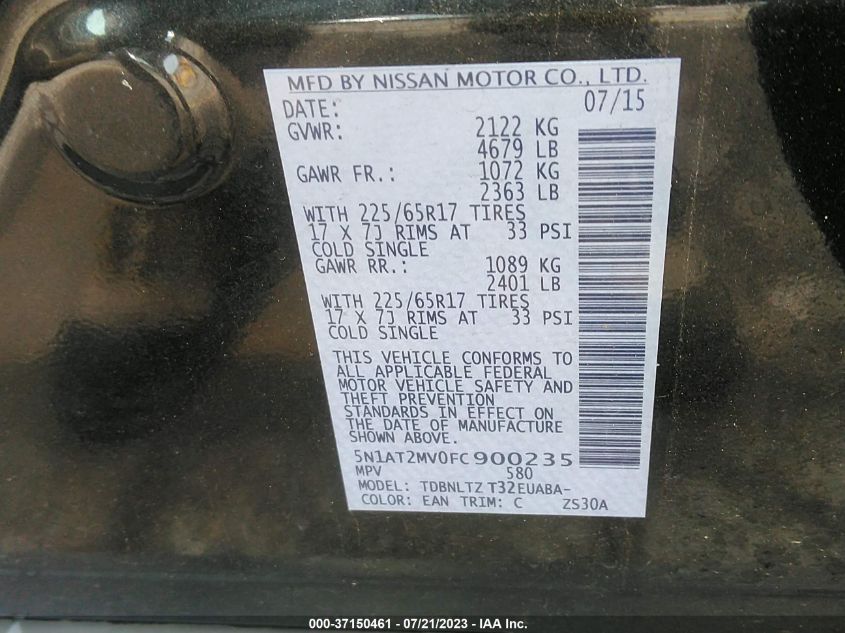 MFD BY NISSAN MOTOR CO., LTD.
DATE: 07/15
GVWR: 2122 KG
4679 LB
GAWR FR.: 1072 KG
2363 LB
WITH 225/65R17 TIRES
17 X 7J RIMS AT 33 PSI
COLD SINGLE
GAWR RR.: 1089 KG
2401 LB
WITH 225/65R17 TIRES
17 X 7J RIMS AT 33 PSI
COLD SINGLE
THIS VEHICLE CONFORMS TO
ALL APPLICABLE FEDERAL
MOTOR VEHICLE SAFETY AND
THEFT PREVENTION
STANDARDS IN EFFECT ON
THE DATE OF MANUFACTURE
SHOWN ABOVE.
5N1AT2MV0FC900235
MPV 580
MODEL: TDBNLTZ T32EUABA-
COLOR: EAN TRIM: C ZS30A
000-37150461 - 07/21/2023 - IAA Inc.